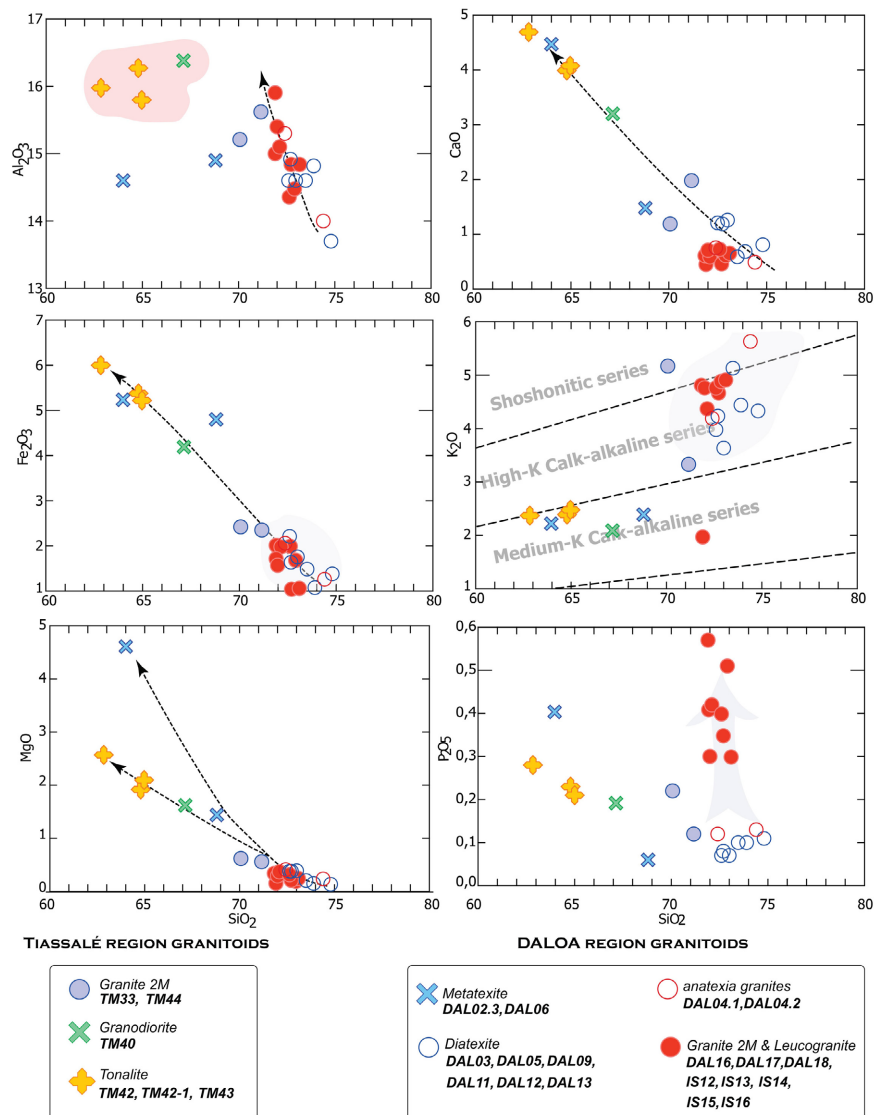 17
16
15
14
13
Al2O3
60
65
70
75
80
5
4
3
2
1
0
CaO
60
65
70
75
80
7
6
5
4
3
2
1
Fe2O3
60
65
70
75
80
6
5
4
3
2
1
K2O
Shoshonitic series
High-K Calk-alkaline series
Medium-K Calk-alkaline series
60
65
70
75
80
5
4
3
2
1
0
MgO
60
65
70
75
80
SiO2
0,6
0,5
0,4
0,3
0,2
0,1
0,0
P2O5
60
65
70
75
80
SiO2
TIASSALÉ REGION GRANITOIDS
Granite 2M
TM33, TM44
Granodiorite
TM40
Tonalite
TM42, TM42-1, TM43
DALOA REGION GRANITOIDS
Metatexite
DAL02.3,DAL06
Diatexite
DAL03, DAL05, DAL09,
DAL11, DAL12, DAL13
anatexia granites
DAL04.1,DAL04.2
Granite 2M & Leucogranite
DAL16,DAL17,DAL18,
IS12, IS13, IS14,
IS15,IS16